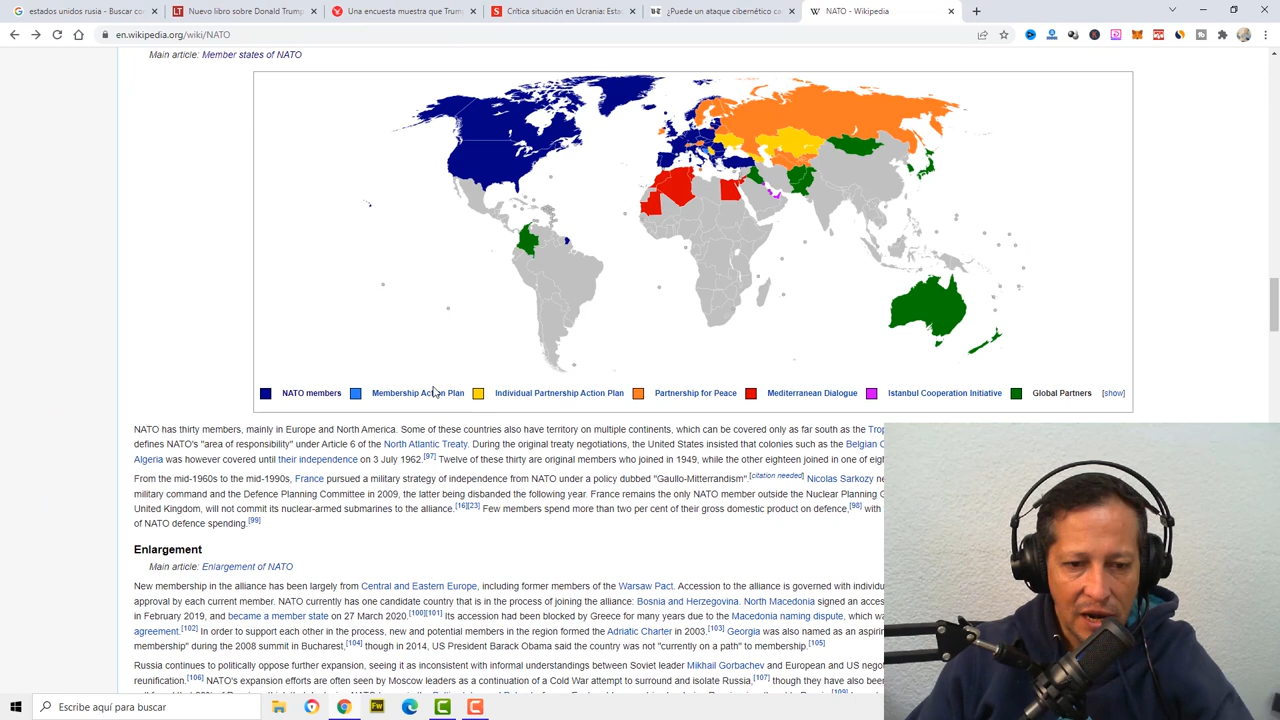 estados unidos rusia - Buscar co
Nuevo libro sobre Donald Trump
Una encuesta muestra que Trum
Crítica situación en Ucrania: Esta
¿Puede un ataque cibernético ca
NATO - Wikipedia
en.wikipedia.org/wiki/NATO
Main article: Member states of NATO
NATO members
Membership Action Plan
Individual Partnership Action Plan
Partnership for Peace
Mediterranean Dialogue
Istanbul Cooperation Initiative
Global Partners
[show]
NATO has thirty members, mainly in Europe and North America. Some of these countries also have territory on multiple continents, which can be covered only as far south as the Trop
defines NATO's "area of responsibility" under Article 6 of the North Atlantic Treaty. During the original treaty negotiations, the United States insisted that colonies such as the Belgian C
Algeria was however covered until their independence on 3 July 1962.[97] Twelve of these thirty are original members who joined in 1949, while the other eighteen joined in one of eig
From the mid-1960s to the mid-1990s, France pursued a military strategy of independence from NATO under a policy dubbed "Gaullo-Mitterrandism".[citation needed] Nicolas Sarkozy ne
military command and the Defence Planning Committee in 2009, the latter being disbanded the following year. France remains the only NATO member outside the Nuclear Planning G
United Kingdom, will not commit its nuclear-armed submarines to the alliance.[16][23] Few members spend more than two per cent of their gross domestic product on defence,[98] with
of NATO defence spending.[99]
Enlargement
Main article: Enlargement of NATO
New membership in the alliance has been largely from Central and Eastern Europe, including former members of the Warsaw Pact. Accession to the alliance is governed with individu
approval by each current member. NATO currently has one candidate country that is in the process of joining the alliance: Bosnia and Herzegovina. North Macedonia signed an acces
in February 2019, and became a member state on 27 March 2020.[100][101] Its accession had been blocked by Greece for many years due to the Macedonia naming dispute, which wa
agreement.[102] In order to support each other in the process, new and potential members in the region formed the Adriatic Charter in 2003.[103] Georgia was also named as an aspirin
membership" during the 2008 summit in Bucharest,[104] though in 2014, US President Barack Obama said the country was not "currently on a path" to membership.[105]
Russia continues to politically oppose further expansion, seeing it as inconsistent with informal understandings between Soviet leader Mikhail Gorbachev and European and US nego
reunification.[106] NATO's expansion efforts are often seen by Moscow leaders as a continuation of a Cold War attempt to surround and isolate Russia,[107] though they have also bee
Escribe aquí para buscar